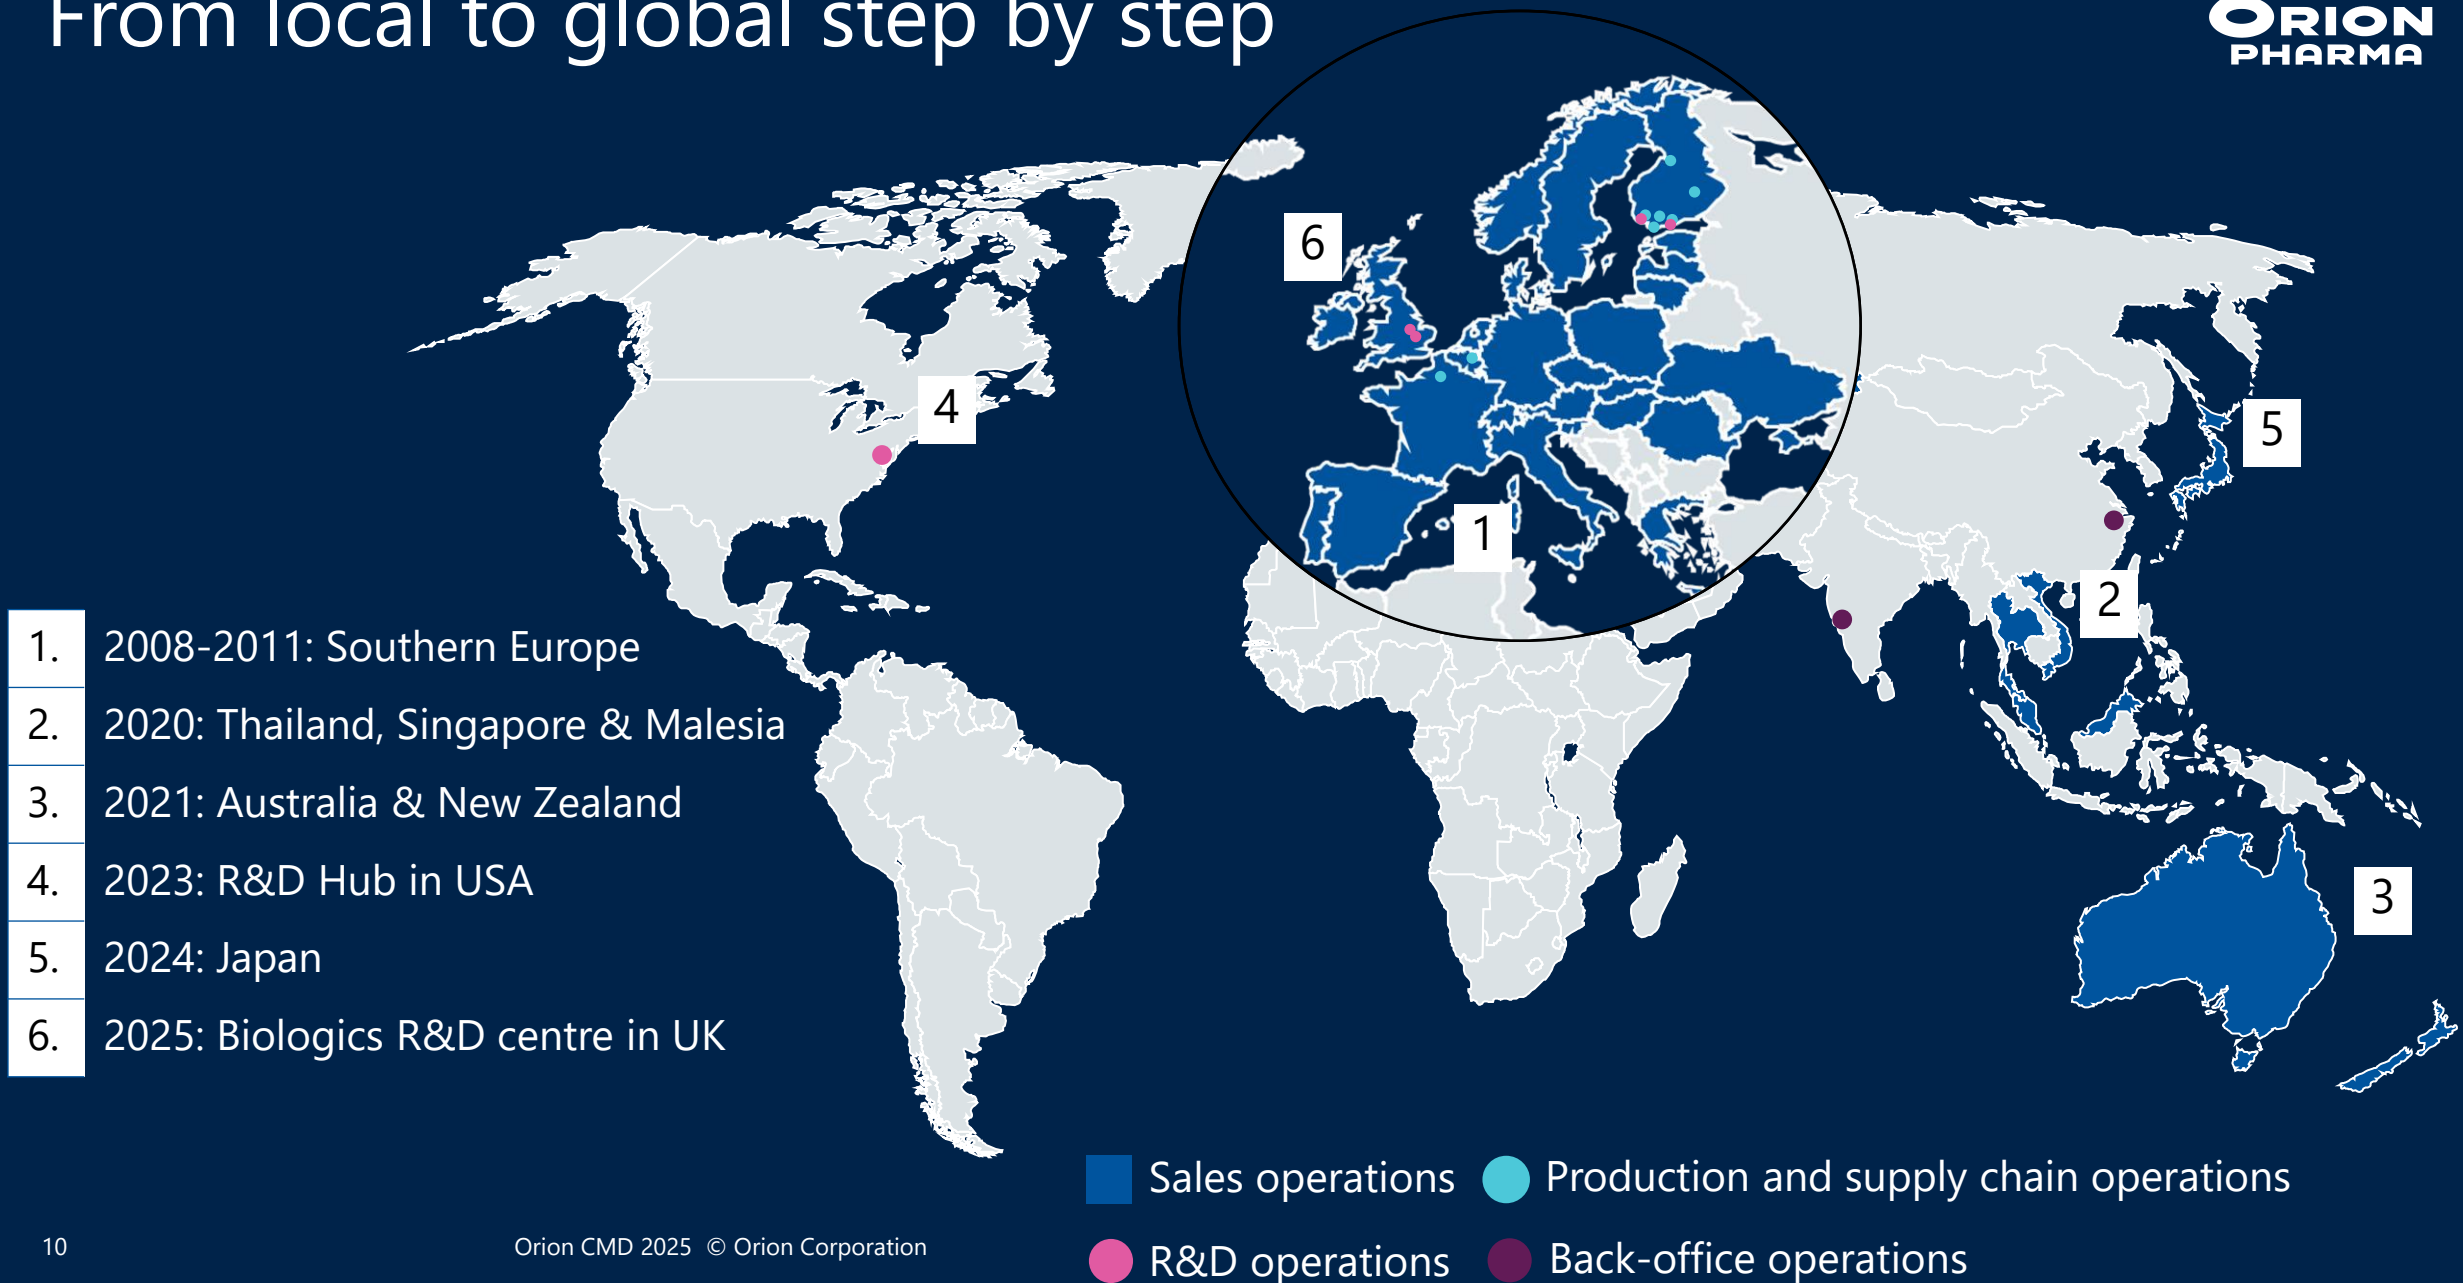 From local to global step by step
ORION
PHARMA
6
4
5
1
2
3
1. 2008-2011: Southern Europe
2. 2020: Thailand, Singapore & Malesia
3. 2021: Australia & New Zealand
4. 2023: R&D Hub in USA
5. 2024: Japan
6. 2025: Biologics R&D centre in UK
Sales operations
Production and supply chain operations
R&D operations
Back-office operations
10
Orion CMD 2025 © Orion Corporation